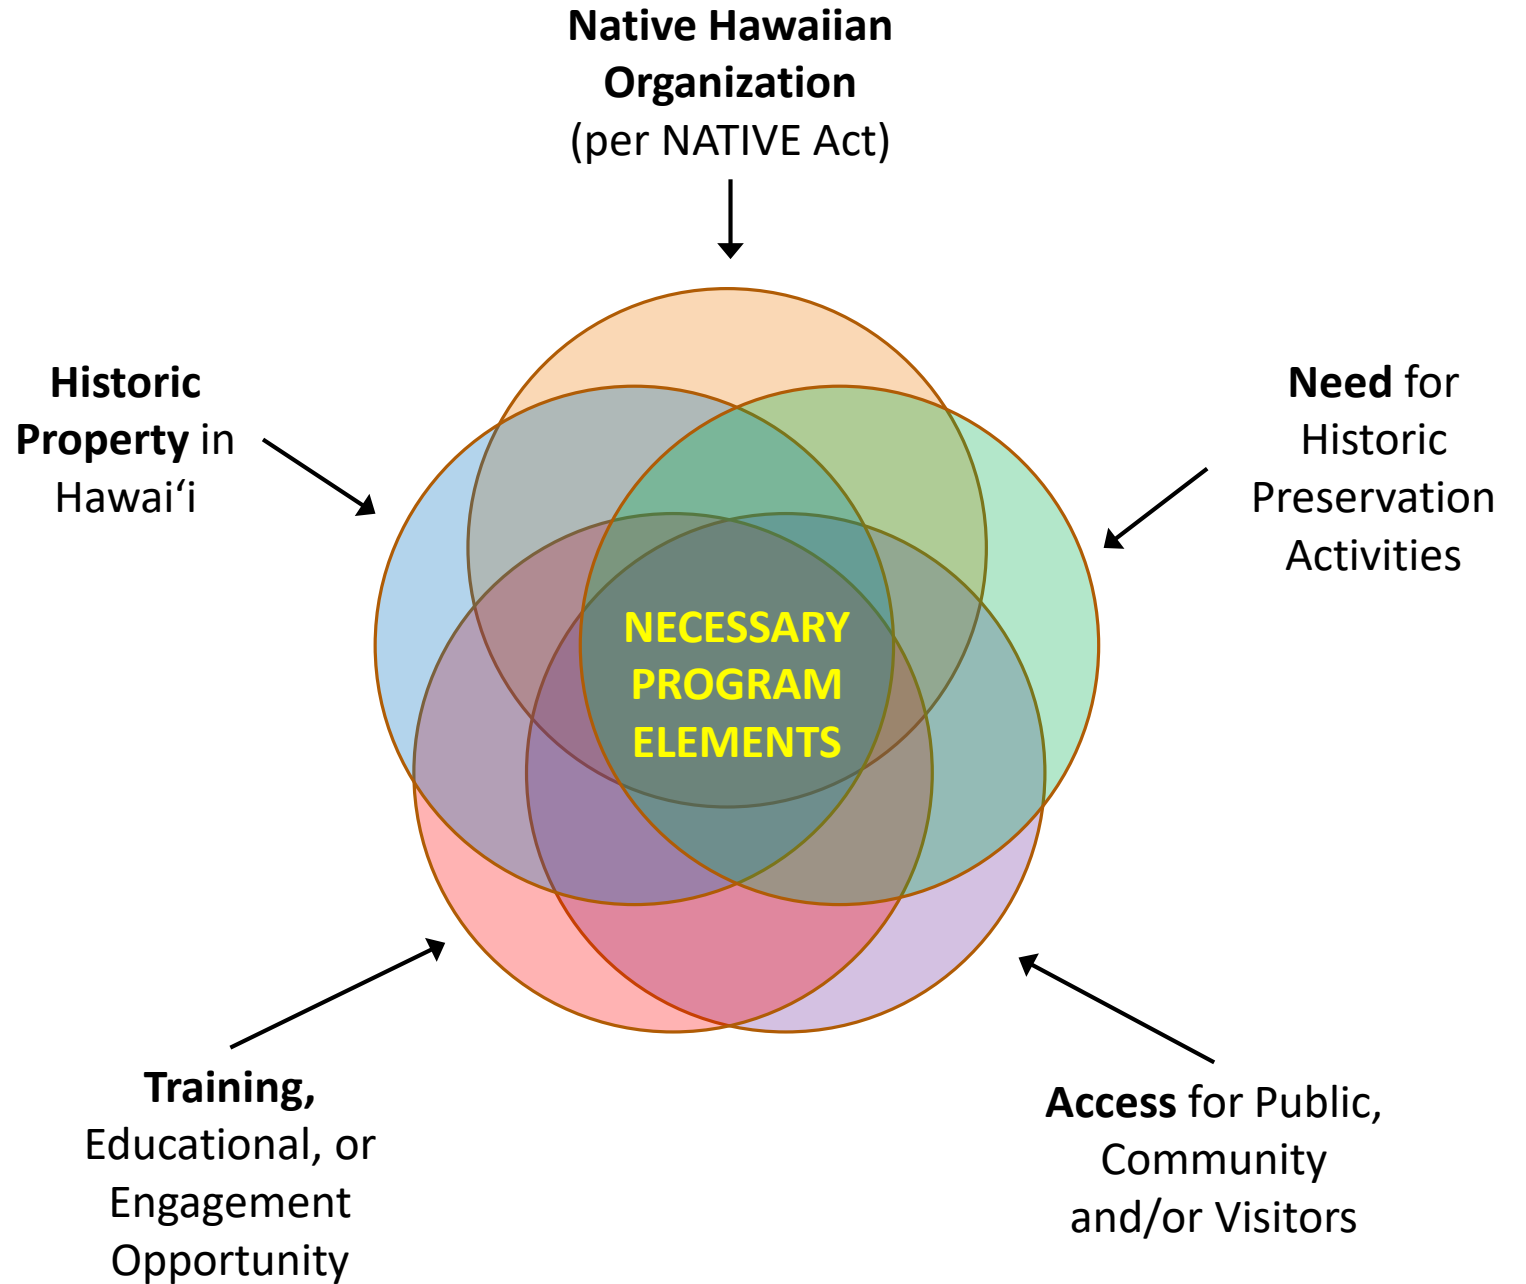 Native Hawaiian
Organization
(per NATIVE Act)
Historic
Property in
Hawai‘i
Need for
Historic
Preservation
Activities
NECESSARY
PROGRAM
ELEMENTS
Training,
Educational, or
Engagement
Opportunity
Access for Public,
Community
and/or Visitors